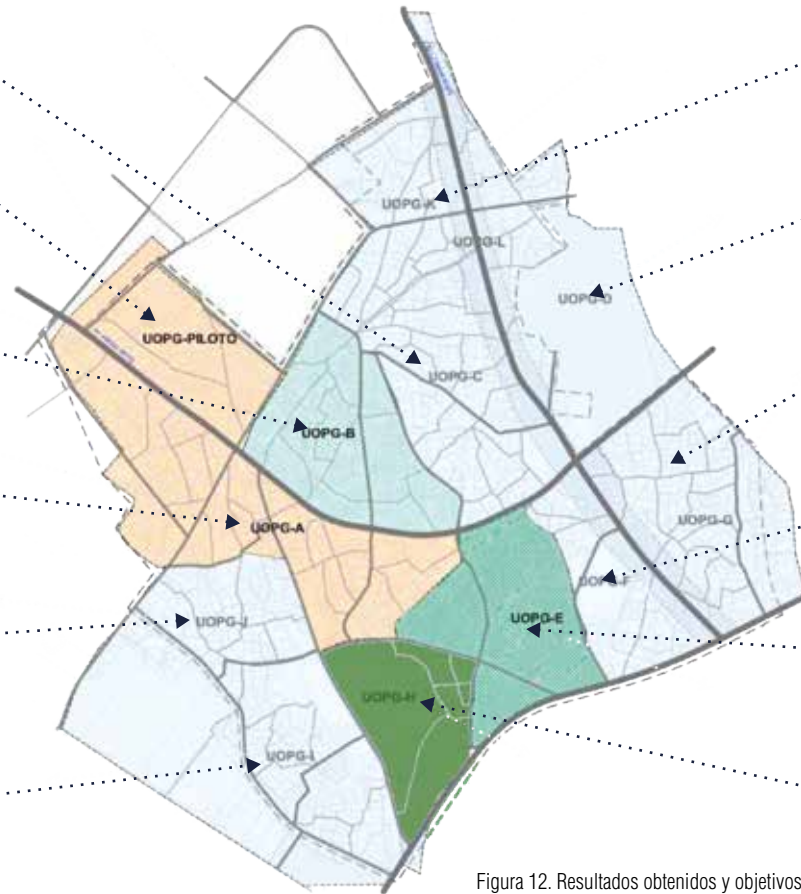 UOPG-K
UOPG-L
UOPG-D
UOPG-PILOTO
UOPG-C
UOPG-B
UOPG-G
UOPG-A
UOPG-F
UOPG-E
UOPG-J
UOPG-H
UOPG-I
Figura 12. Resultados obtenidos y objetivos